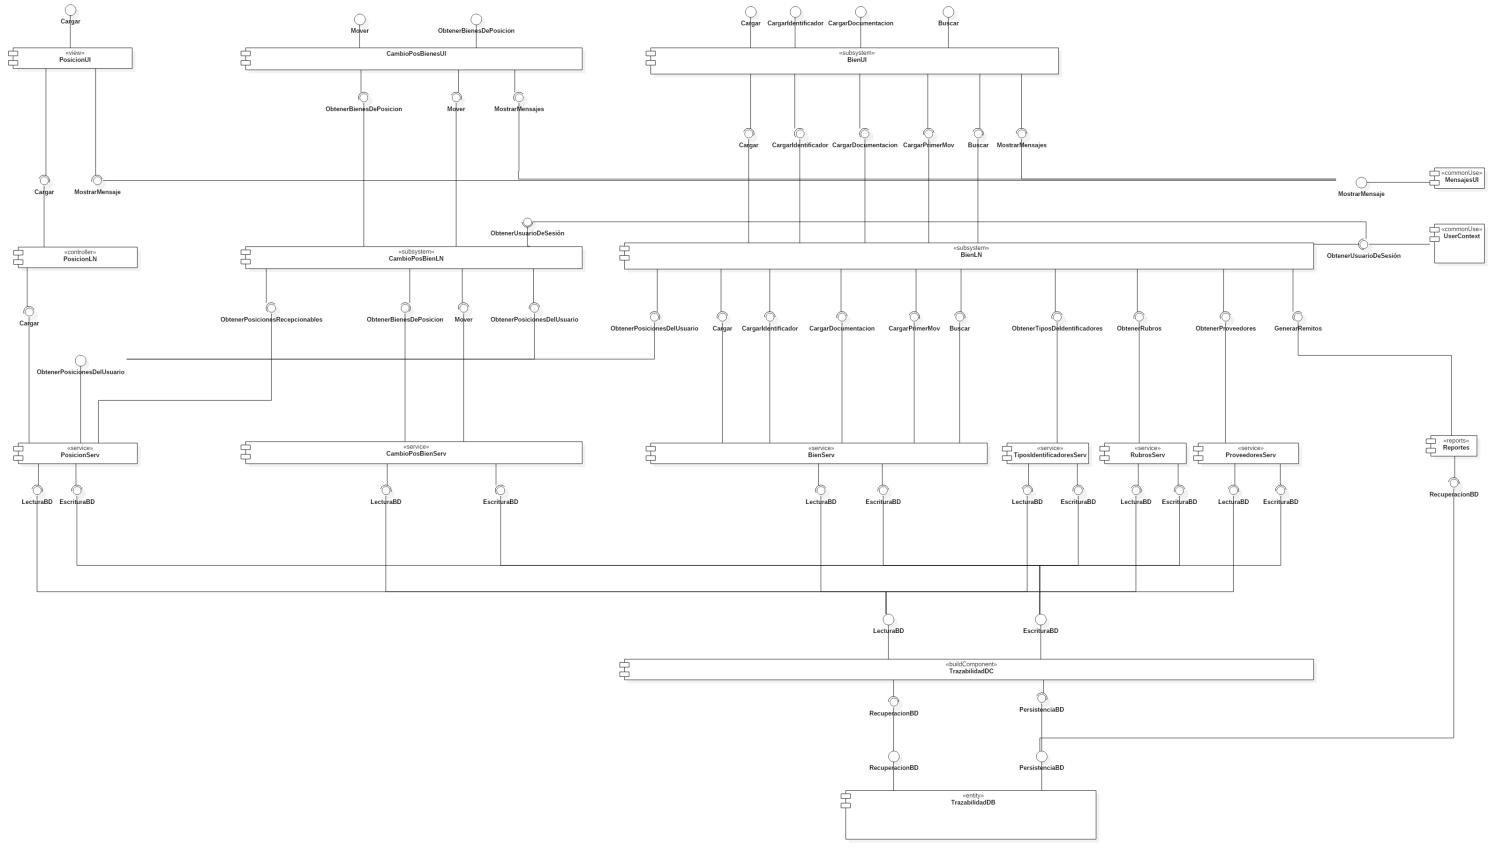 Cargar
Mover
ObtenerBienesDePosicion
Cargar
CargarIdentificador
CargarDocumentacion
Buscar
«view»
PosicionUI
CambioPosBienesUI
«subsystem»
BienUI
ObtenerBienesDePosicion
Mover
MostrarMensajes
Cargar
CargarIdentificador
CargarDocumentacion
CargarPrimerMov
Buscar
MostrarMensajes
Cargar
MostrarMensaje
MostrarMensaje
«commonUse»
MensajesUI
ObtenerUsuarioDeSesión
«commonUse»
UserContext
«controller»
PosicionLN
«subsystem»
CambioPosBienLN
«subsystem»
BienLN
ObtenerUsuarioDeSesión
Cargar
ObtenerPosicionesRecepcionables
ObtenerBienesDePosicion
Mover
ObtenerPosicionesDelUsuario
ObtenerPosicionesDelUsuario
Cargar
CargarIdentificador
CargarDocumentacion
CargarPrimerMov
Buscar
ObtenerTiposDeIdentificadores
ObtenerRubros
ObtenerProveedores
GenerarRemitos
ObtenerPosicionesDelUsuario
«service»
PosicionServ
«service»
CambioPosBienServ
«service»
BienServ
«service»
TiposIdentificadoresServ
«service»
RubrosServ
«service»
ProveedoresServ
«reports»
Reportes
LecturaBD
EscrituraBD
LecturaBD
EscrituraBD
LecturaBD
EscrituraBD
LecturaBD
EscrituraBD
LecturaBD
EscrituraBD
LecturaBD
EscrituraBD
RecuperacionBD
LecturaBD
EscrituraBD
«buildComponent»
TrazabilidadDC
RecuperacionBD
PersistenciaBD
RecuperacionBD
PersistenciaBD
«entity»
TrazabilidadDB